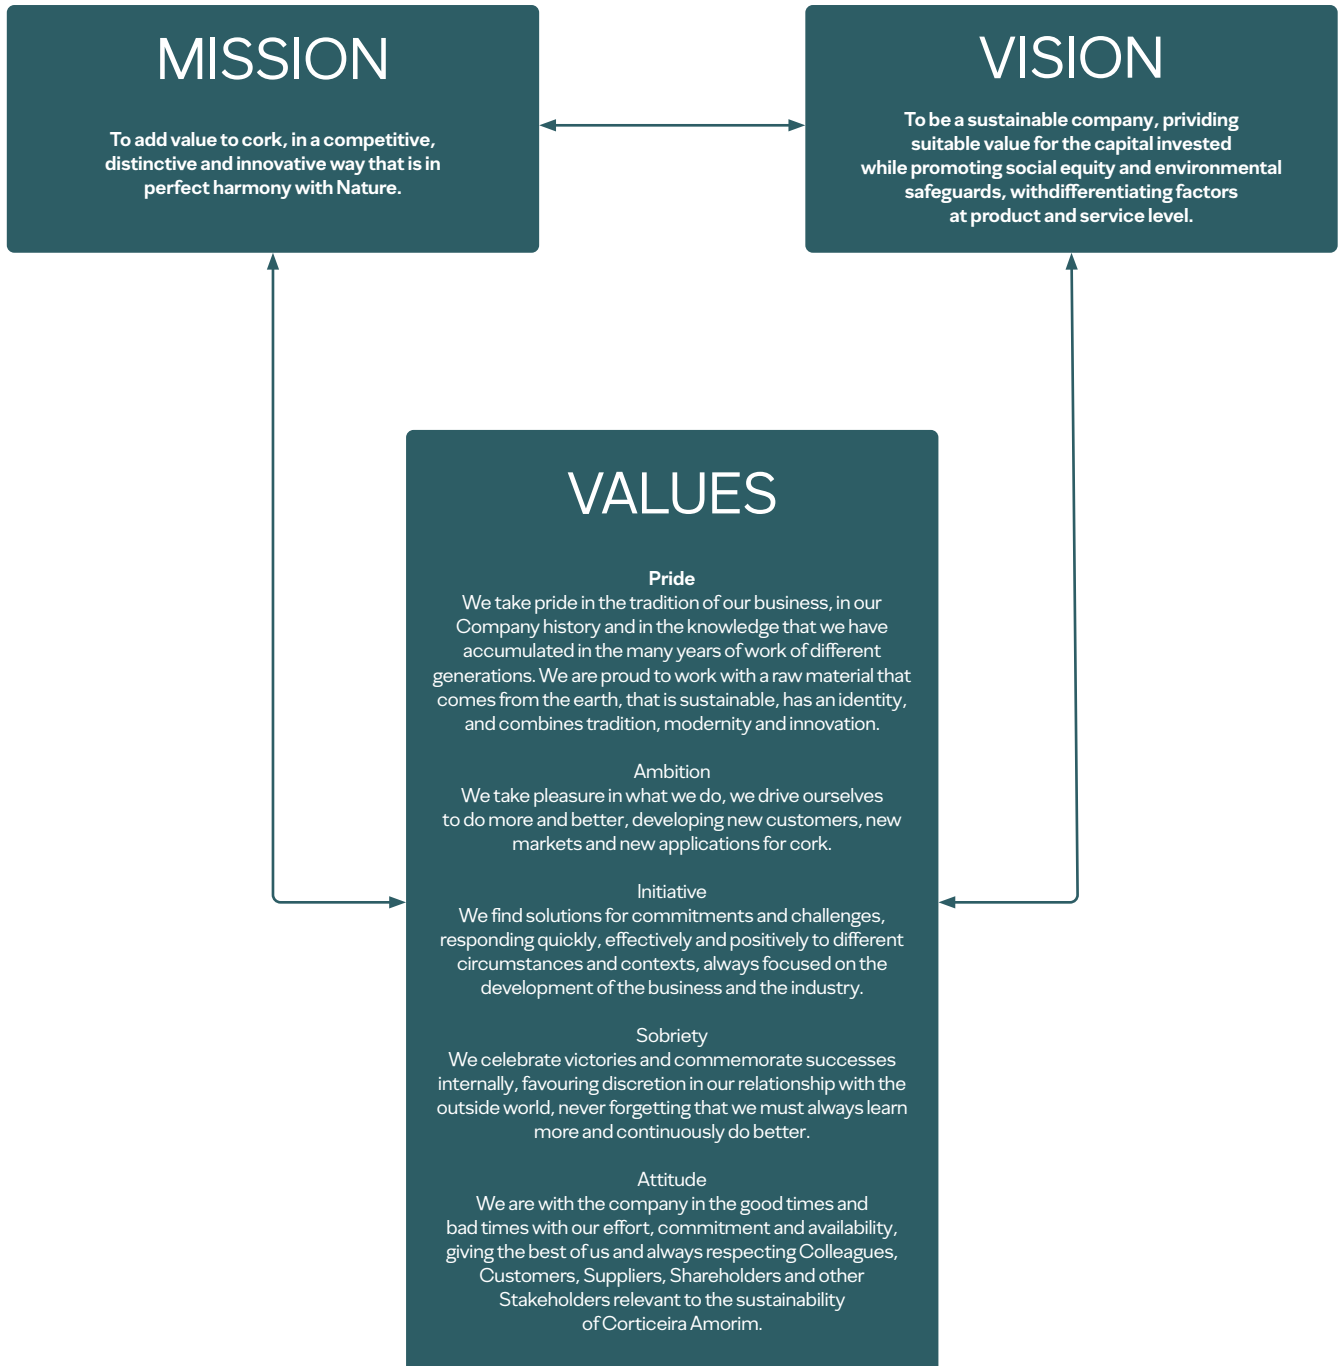 MISSION
To add value to cork, in a competitive,
distinctive and innovative way that is in
perfect harmony with Nature.
VISION
To be a sustainable company, prividing
suitable value for the capital invested
while promoting social equity and environmental
safeguards, withdifferentiating factors
at product and service level.
VALUES
Pride
We take pride in the tradition of our business, in our
Company history and in the knowledge that we have
accumulated in the many years of work of different
generations. We are proud to work with a raw material that
comes from the earth, that is sustainable, has an identity,
and combines tradition, modernity and innovation.
Ambition
We take pleasure in what we do, we drive ourselves
to do more and better, developing new customers, new
markets and new applications for cork.
Initiative
We find solutions for commitments and challenges,
responding quickly, effectively and positively to different
circumstances and contexts, always focused on the
development of the business and the industry.
Sobriety
We celebrate victories and commemorate successes
internally, favouring discretion in our relationship with the
outside world, never forgetting that we must always learn
more and continuously do better.
Attitude
We are with the company in the good times and
bad times with our effort, commitment and availability,
giving the best of us and always respecting Colleagues,
Customers, Suppliers, Shareholders and other
Stakeholders relevant to the sustainability
of Corticeira Amorim.